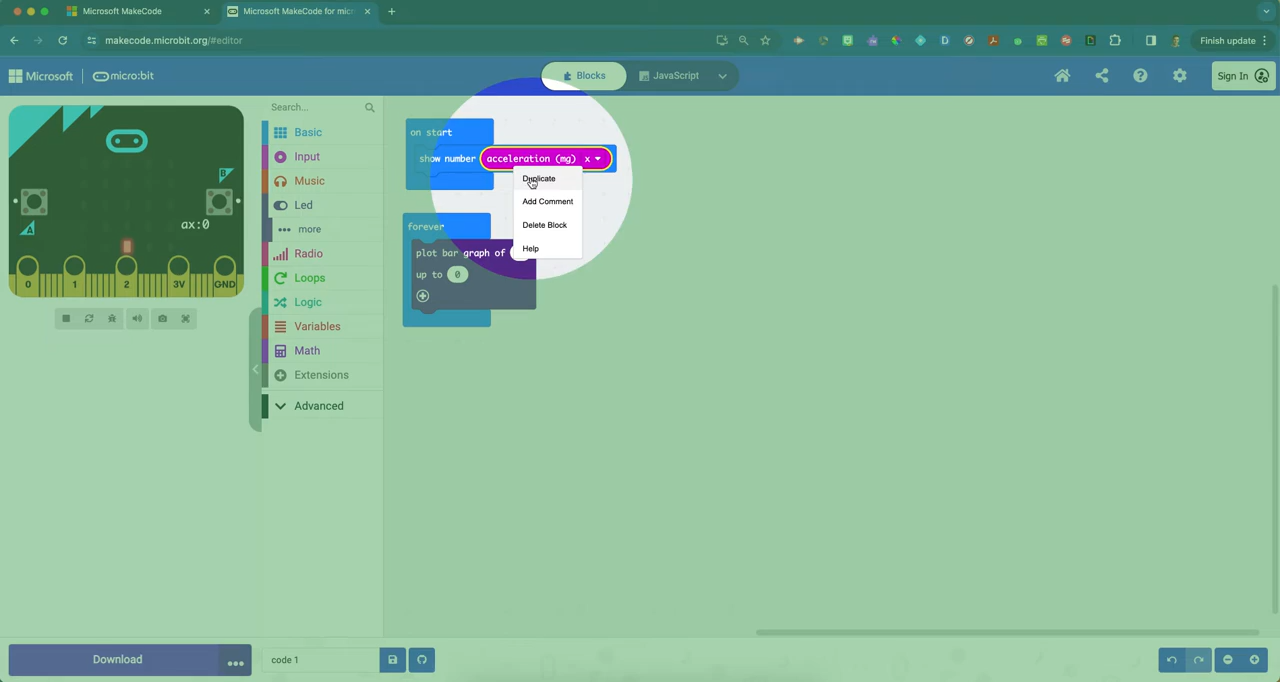 Microsoft MakeCode
Microsoft MakeCode for micr
makecode.microbit.org/#editor
Finish update
Microsoft
micro:bit
Blocks
JavaScript
Sign In
Search...
Basic
Input
Music
Led
more
Radio
Loops
Logic
Variables
Math
Extensions
Advanced
B
A
ax:0
0 1 2 3V GND
on start
show number acceleration (mg) x
Duplicate
Add Comment
Delete Block
Help
forever
plot bar graph of
up to 0
Download
code 1